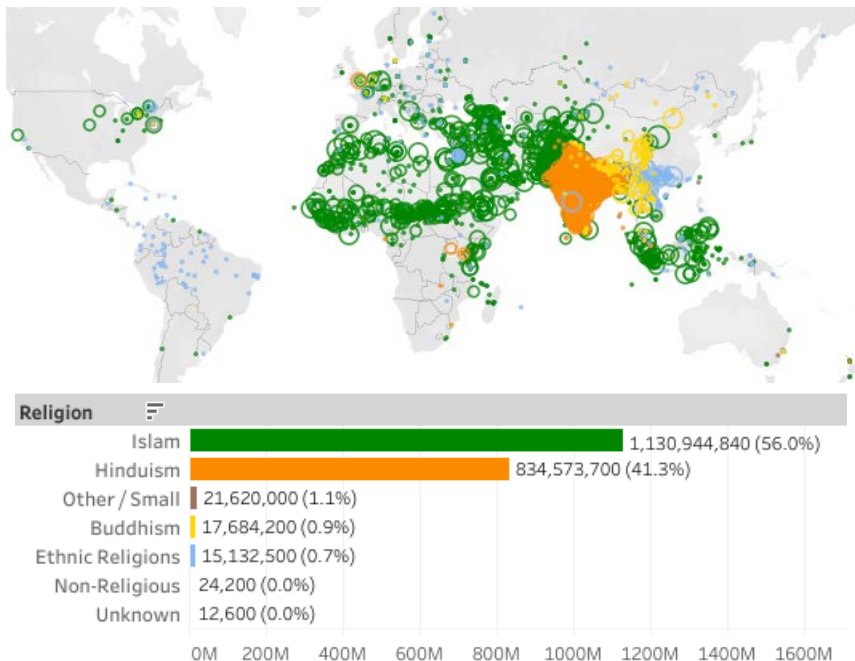 Religion
Islam 1,130,944,840 (56.0%)
Hinduism 834,573,700 (41.3%)
Other / Small 21,620,000 (1.1%)
Buddhism 17,684,200 (0.9%)
Ethnic Religions 15,132,500 (0.7%)
Non-Religious 24,200 (0.0%)
Unknown 12,600 (0.0%)
0M 200M 400M 600M 800M 1000M 1200M 1400M 1600M